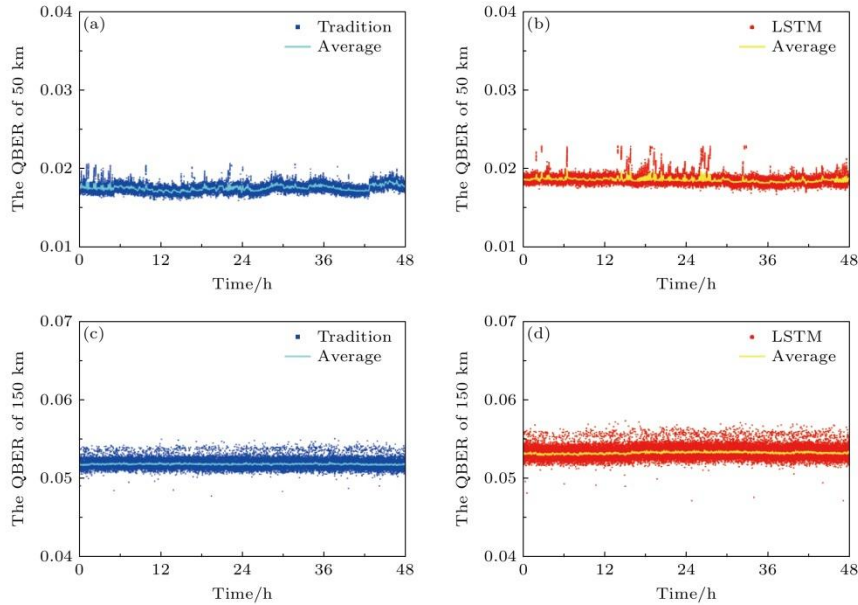 (a)
Tradition
Average
The QBER of 50 km
0.04
0.03
0.02
0.01
0 12 24 36 48
Time/h
(b)
LSTM
Average
The QBER of 50 km
0.04
0.03
0.02
0.01
0 12 24 36 48
Time/h
(c)
Tradition
Average
The QBER of 150 km
0.07
0.06
0.05
0.04
0 12 24 36 48
Time/h
(d)
LSTM
Average
The QBER of 150 km
0.07
0.06
0.05
0.04
0 12 24 36 48
Time/h